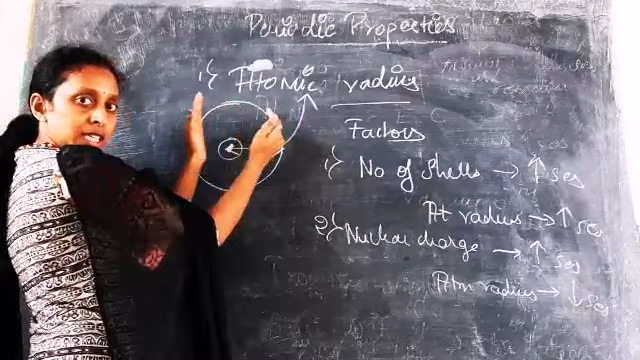 Periodic Properties
1} Atomic radius
Factors
1} No of shells → ↑ses
At radius → ↑ses
2} Nuclear charge → ↑ses
Atm radius → ↓ses